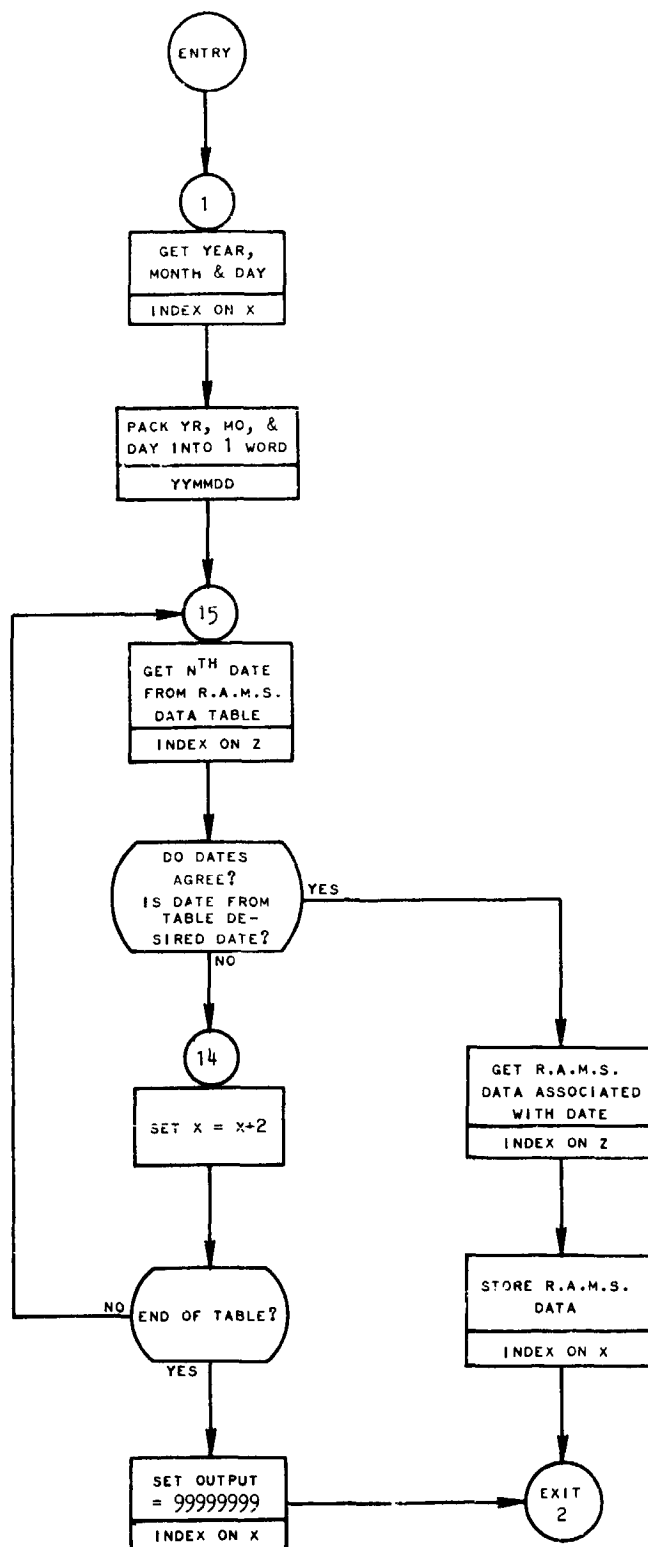 ENTRY
1
GET YEAR,
MONTH & DAY
INDEX ON X
PACK YR, MO, &
DAY INTO 1 WORD
YYMMDD
15
GET NTH DATE
FROM R.A.M.S.
DATA TABLE
INDEX ON Z
DO DATES
AGREE?
IS DATE FROM
TABLE DE-
SIRED DATE?
YES
NO
14
SET X = X+2
GET R.A.M.S.
DATA ASSOCIATED
WITH DATE
INDEX ON Z
NO
END OF TABLE?
YES
STORE R.A.M.S.
DATA
INDEX ON X
SET OUTPUT
= 99999999
INDEX ON X
EXIT
2